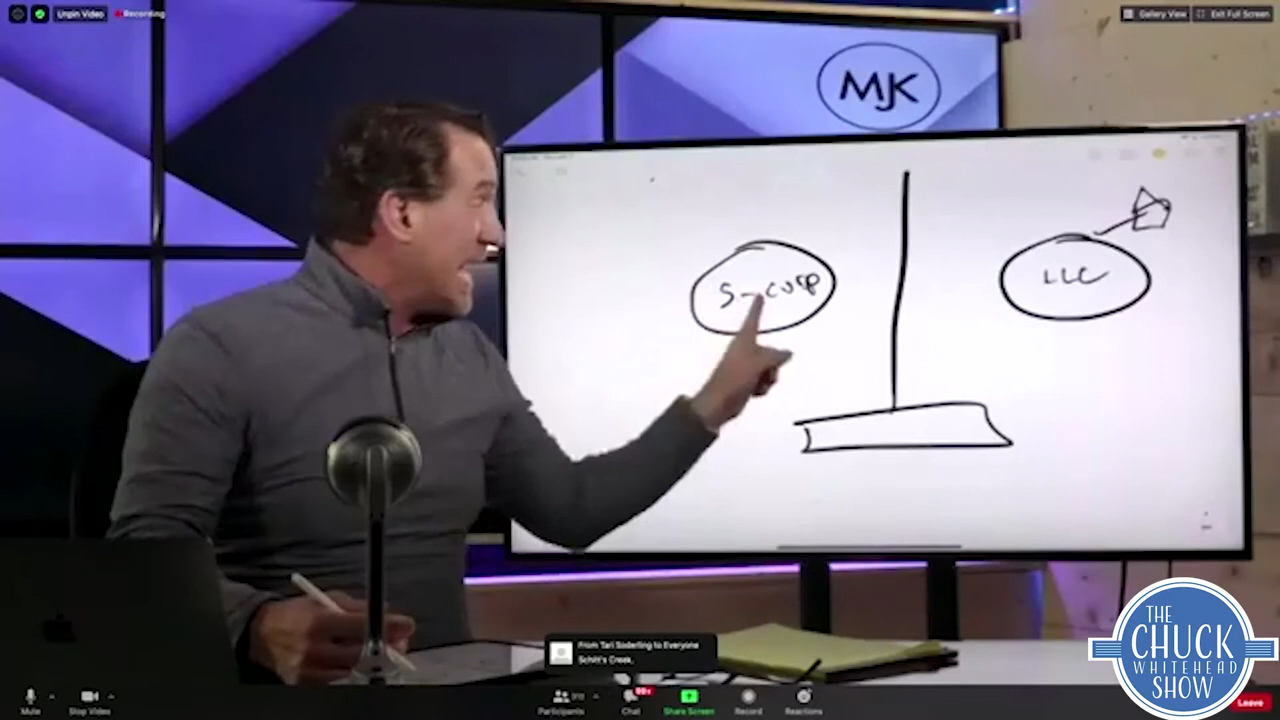 Unpin Video
Recording
Gallery View
Exit Full Screen
MJK
S-corp
LLC
From Tari Soderling to Everyone
Schitt's Creek,
THE
CHUCK
WHITEHEAD
SHOW
Mute
Stop Video
Participants
Chat
99+
Share Screen
Record
Reactions
Leave